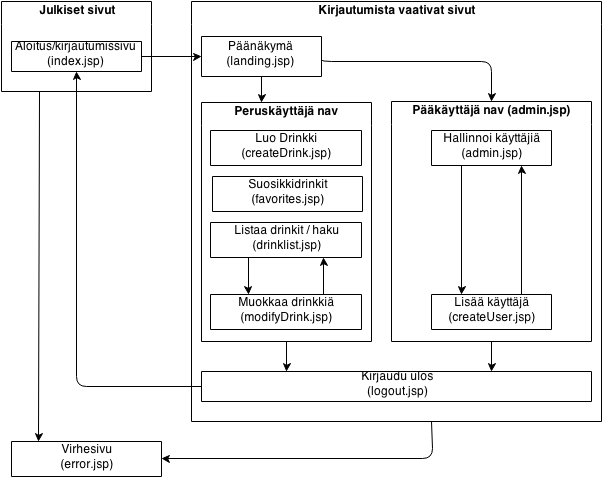 Julkiset sivut
Aloitus/kirjautumissivu
(index.jsp)
Kirjautumista vaativat sivut
Päänäkymä
(landing.jsp)
Peruskäyttäjä nav
Luo Drinkki
(createDrink.jsp)
Suosikkidrinkit
(favorites.jsp)
Listaa drinkit / haku
(drinklist.jsp)
Muokkaa drinkkiä
(modifyDrink.jsp)
Pääkäyttäjä nav (admin.jsp)
Hallinnoi käyttäjiä
(admin.jsp)
Lisää käyttäjä
(createUser.jsp)
Kirjaudu ulos
(logout.jsp)
Virhesivu
(error.jsp)